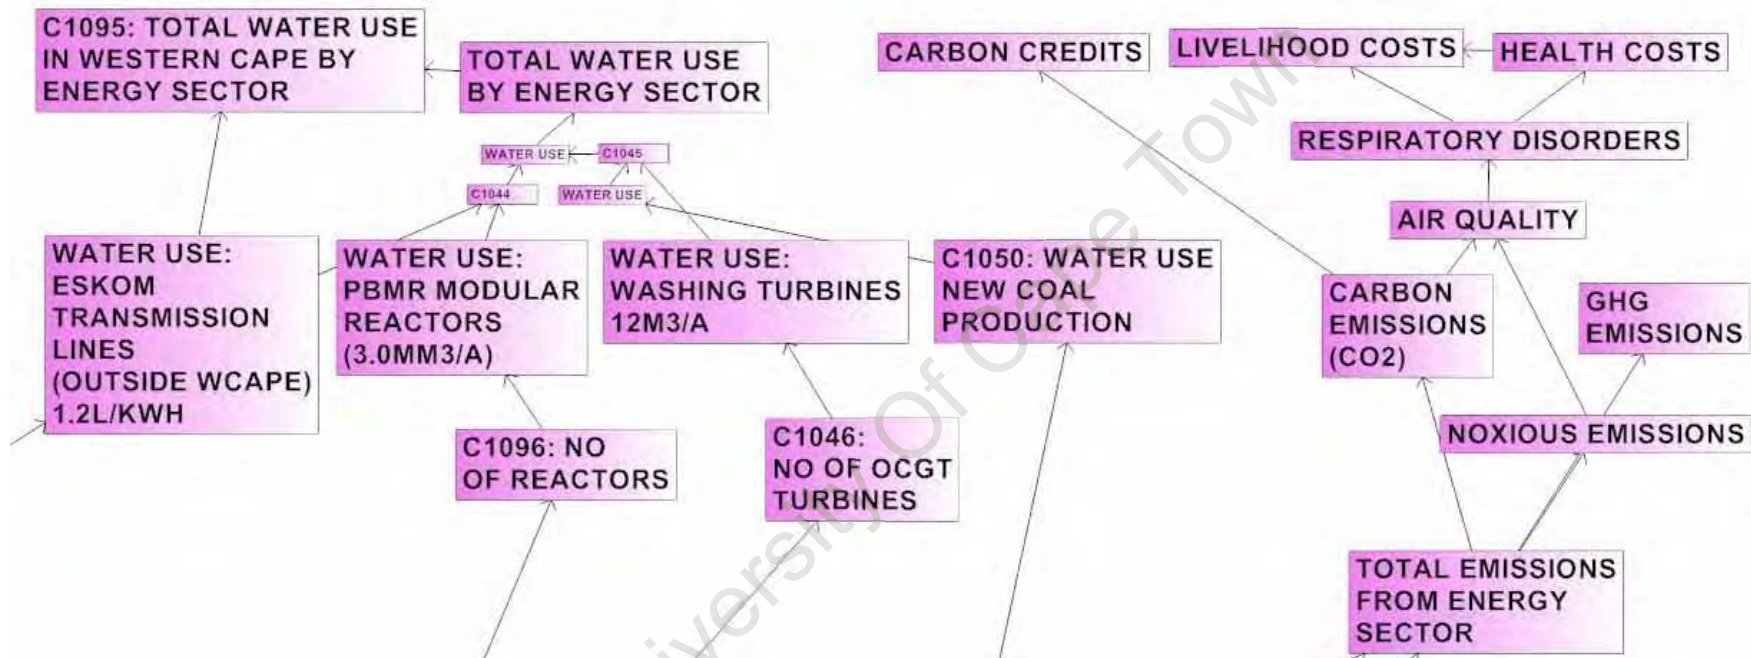 C1095: TOTAL WATER USE
IN WESTERN CAPE BY
ENERGY SECTOR
TOTAL WATER USE
BY ENERGY SECTOR
CARBON CREDITS
LIVELIHOOD COSTS
HEALTH COSTS
RESPIRATORY DISORDERS
WATER USE
C1045
C1044
WATER USE
AIR QUALITY
WATER USE:
ESKOM
TRANSMISSION
LINES
(OUTSIDE WCAPE)
1.2L/KWH
WATER USE:
PBMR MODULAR
REACTORS
(3.0MM3/A)
WATER USE:
WASHING TURBINES
12M3/A
C1050: WATER USE
NEW COAL
PRODUCTION
CARBON
EMISSIONS
(CO2)
GHG
EMISSIONS
C1096: NO
OF REACTORS
C1046:
NO OF OCGT
TURBINES
NOXIOUS EMISSIONS
TOTAL EMISSIONS
FROM ENERGY
SECTOR
iversity Of Cape Town